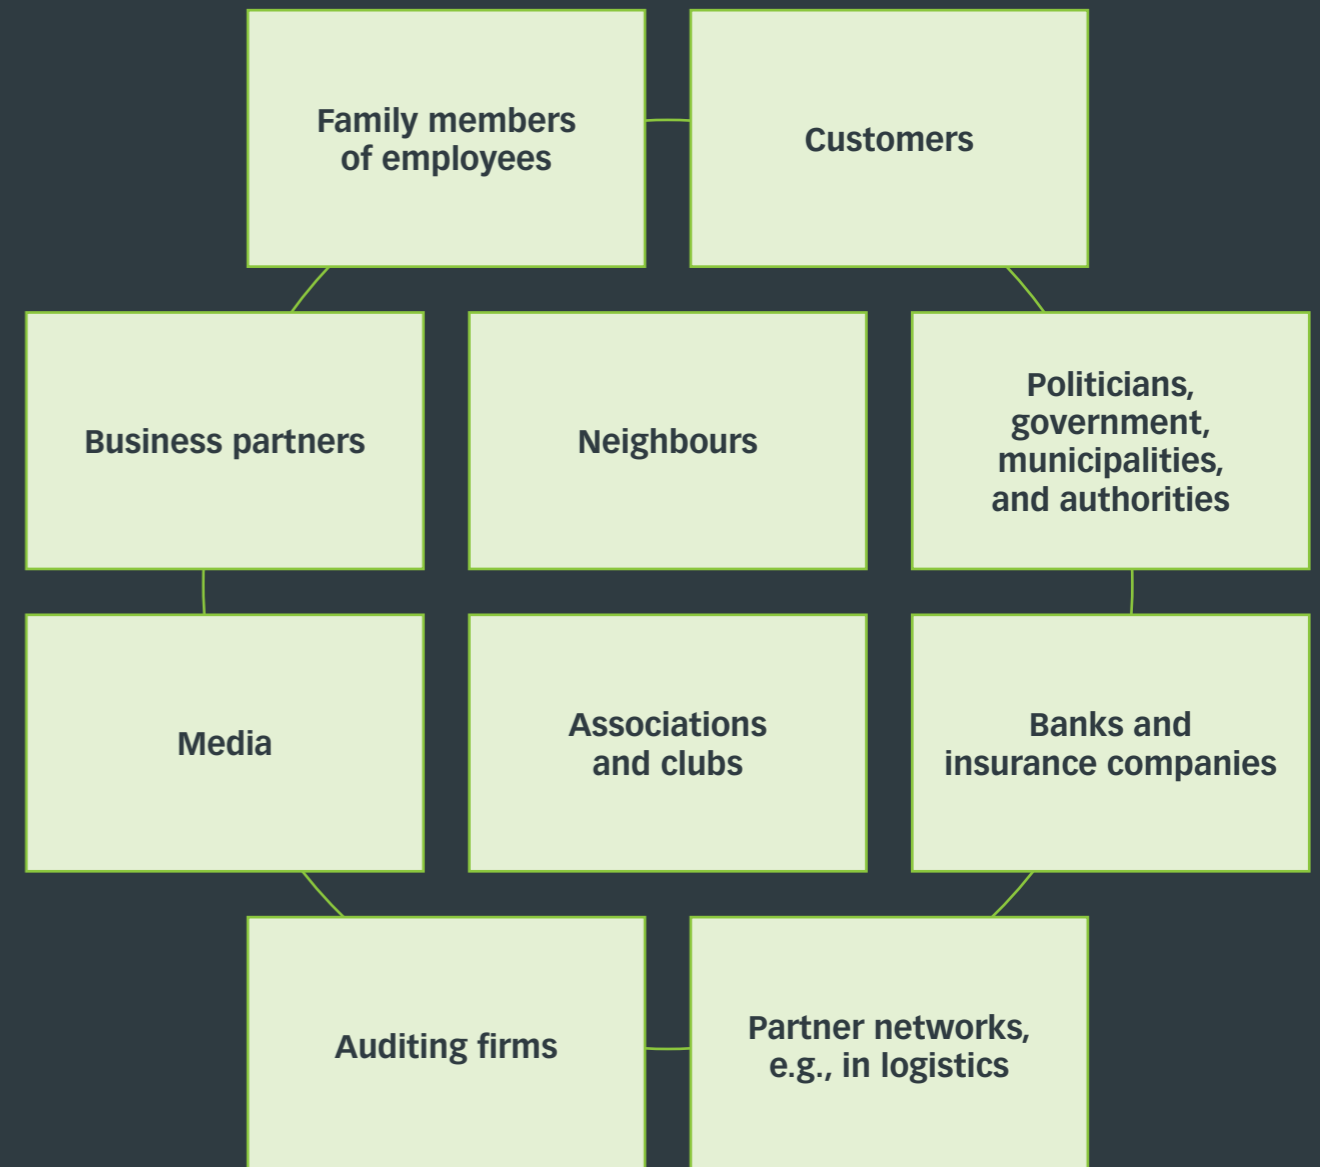 Family members
of employees
Customers
Business partners
Neighbours
Politicians,
government,
municipalities,
and authorities
Media
Associations
and clubs
Banks and
insurance companies
Auditing firms
Partner networks,
e.g., in logistics